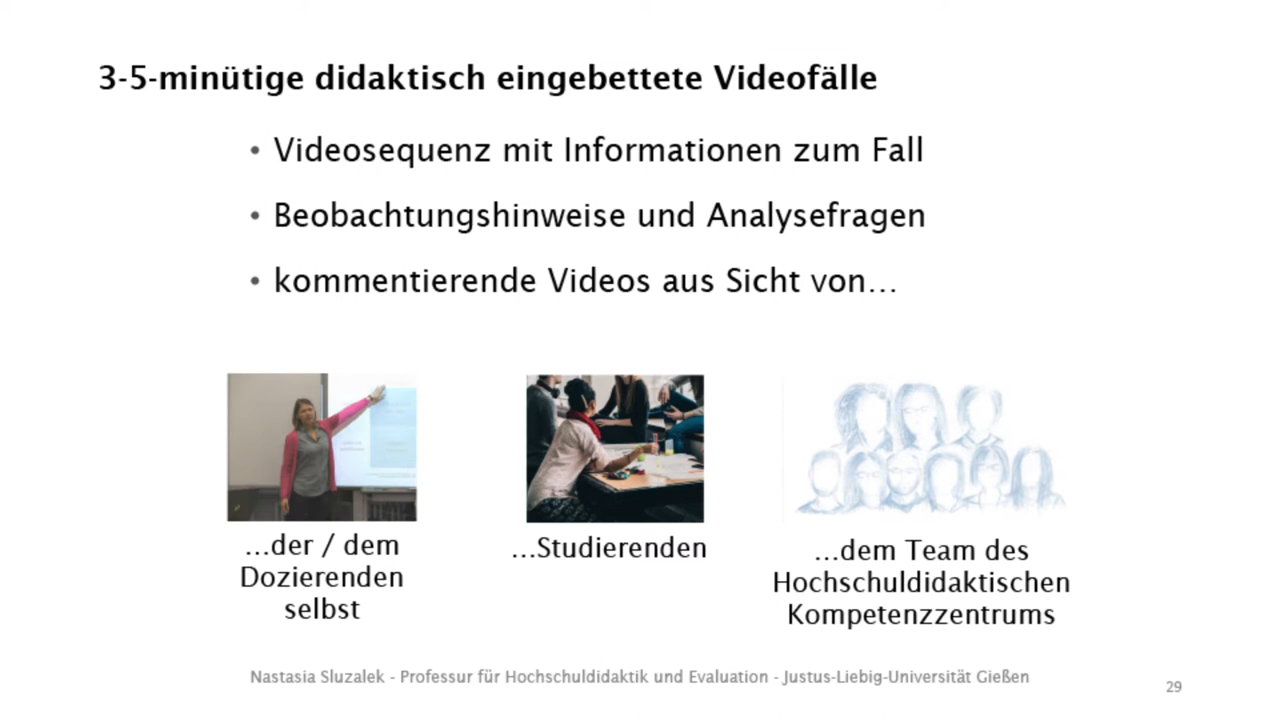 3-5-minütige didaktisch eingebettete Videofälle
• Videosequenz mit Informationen zum Fall
• Beobachtungshinweise und Analysefragen
• kommentierende Videos aus Sicht von...
...der / dem
Dozierenden
selbst
...Studierenden
...dem Team des
Hochschuldidaktischen
Kompetenzzentrums
Nastasia Sluzalek - Professur für Hochschuldidaktik und Evaluation - Justus-Liebig-Universität Gießen
29